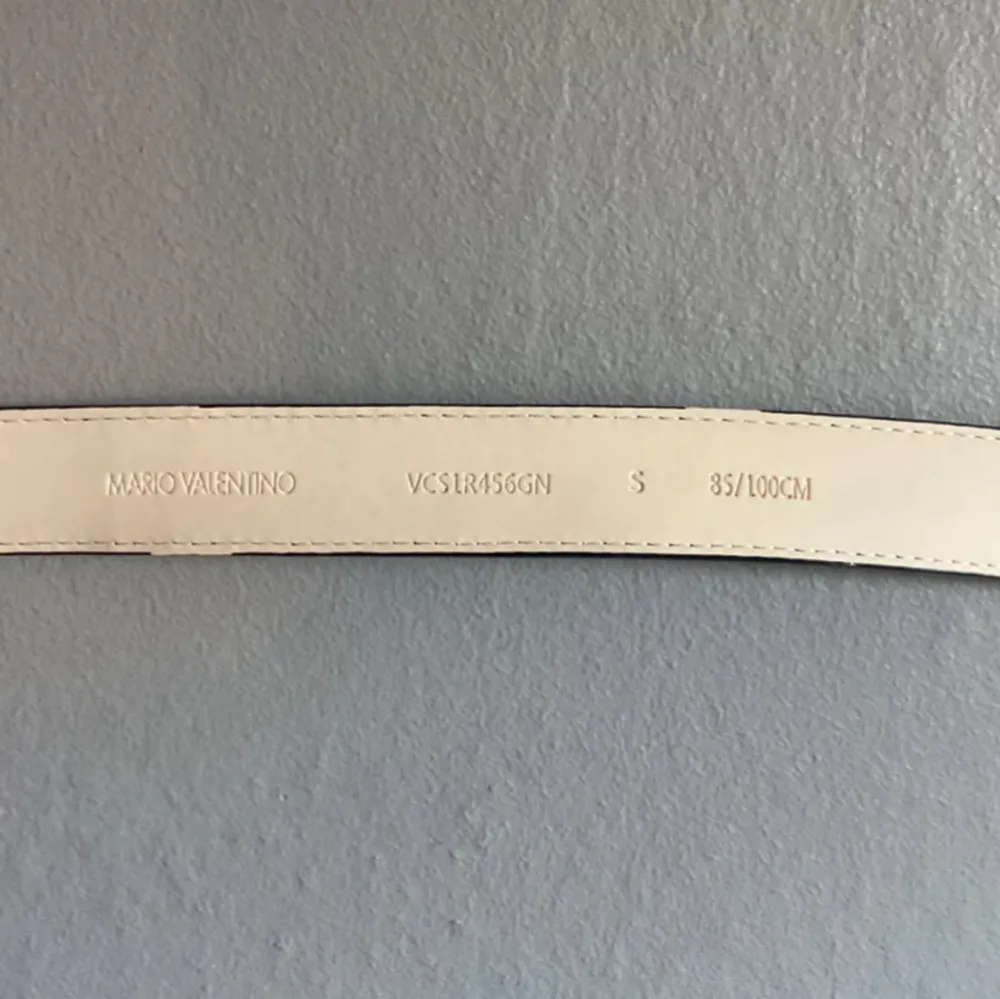 MARIO VALENTINO VCS1R456GN S 85/100CM